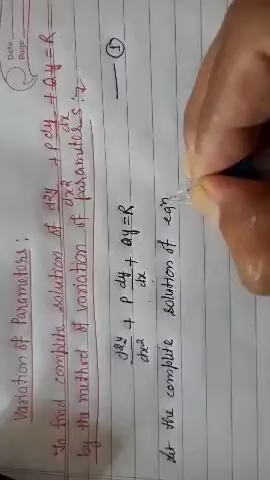 Date
Page
Variation of Parameters:
To find complete solution of d²y/dx² + P dy/dx + Qy = R
by the method of variation of parameters:→
d²y/dx² + P dy/dx + Qy = R — ①
Let the complete solution of eqn